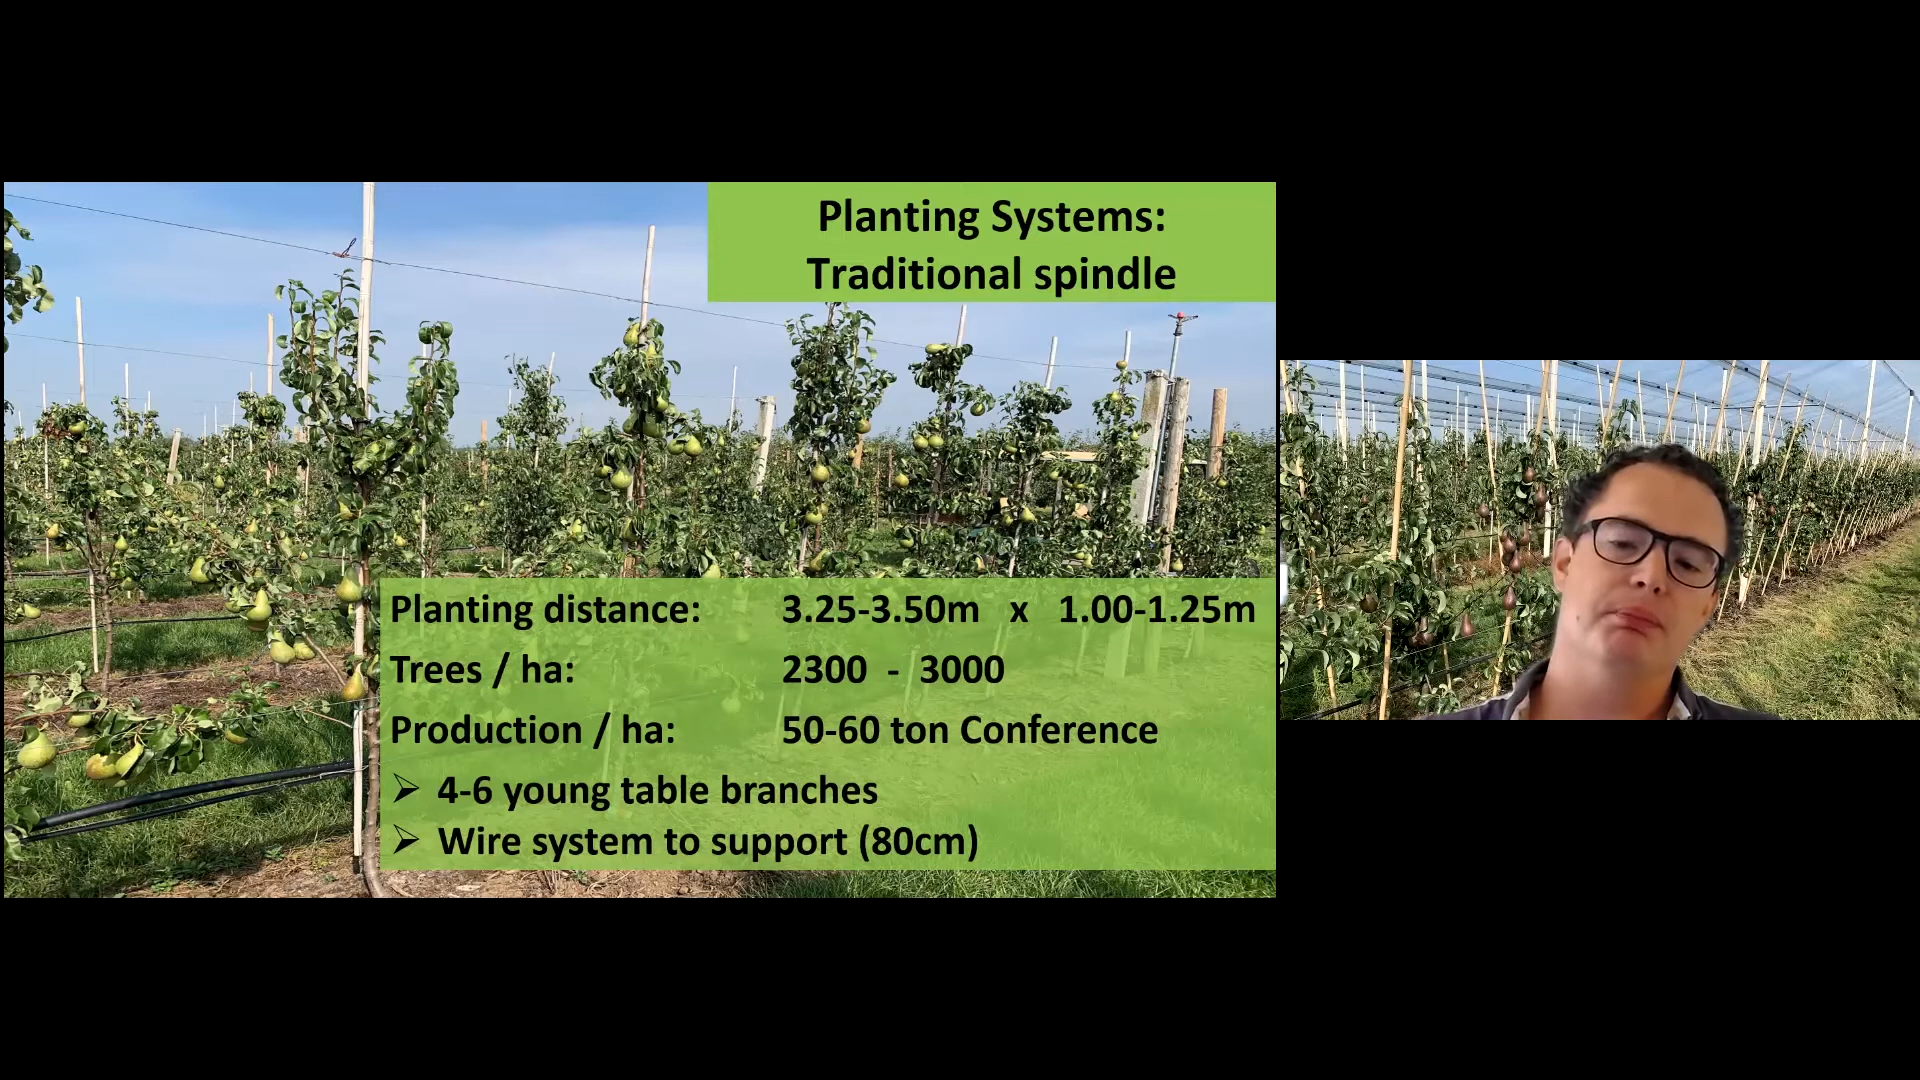 Planting Systems:
Traditional spindle
Planting distance: 3.25-3.50m x 1.00-1.25m
Trees / ha: 2300 - 3000
Production / ha: 50-60 ton Conference
➢ 4-6 young table branches
➢ Wire system to support (80cm)